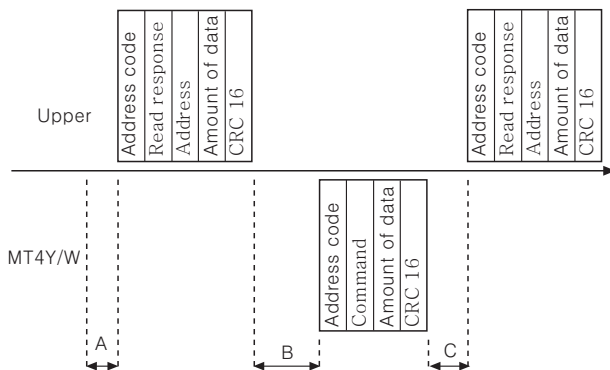 Upper
Address code
Read response
Address
Amount of data
CRC 16
Address code
Read response
Address
Amount of data
CRC 16
MT4Y/W
Address code
Command
Amount of data
CRC 16
A
B
C